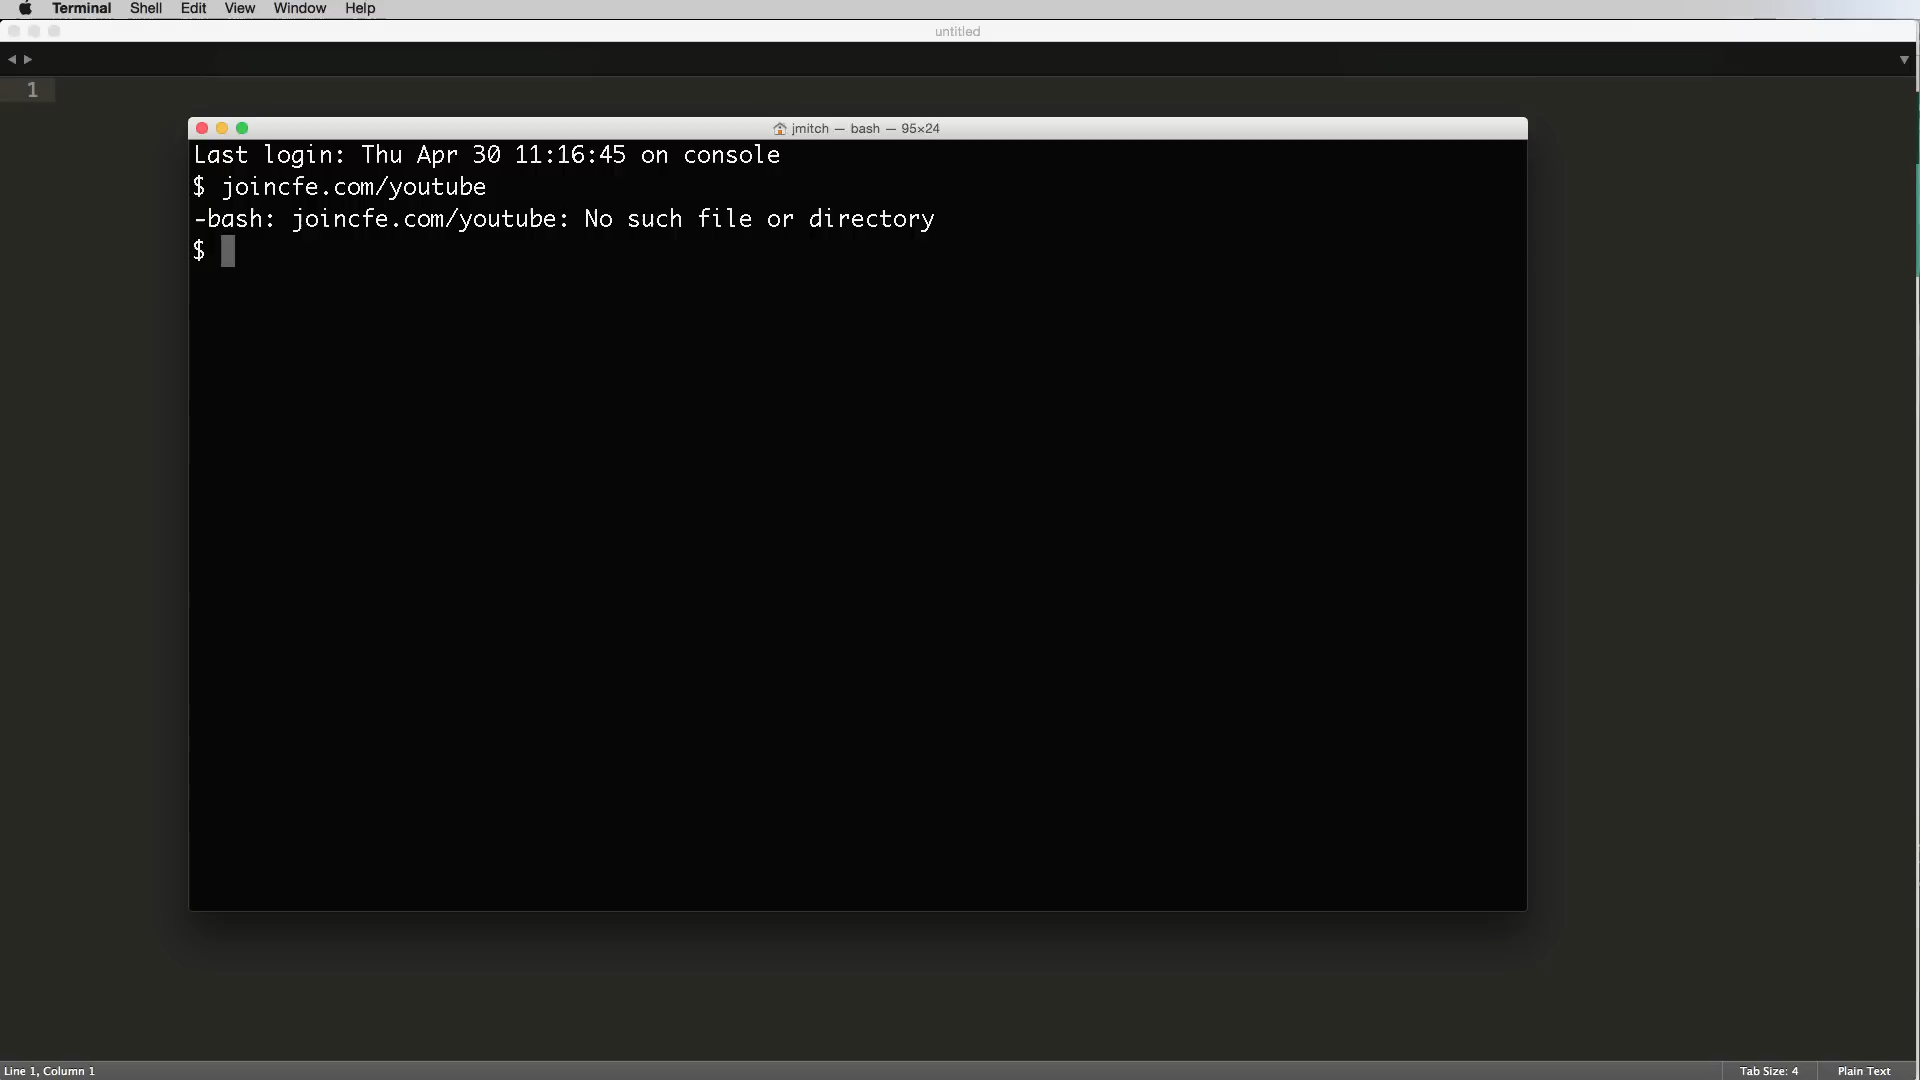 Terminal Shell Edit View Window Help
untitled
1
jmitch — bash — 95×24
Last login: Thu Apr 30 11:16:45 on console
$ joincfe.com/youtube
-bash: joincfe.com/youtube: No such file or directory
$
Line 1, Column 1
Tab Size: 4
Plain Text